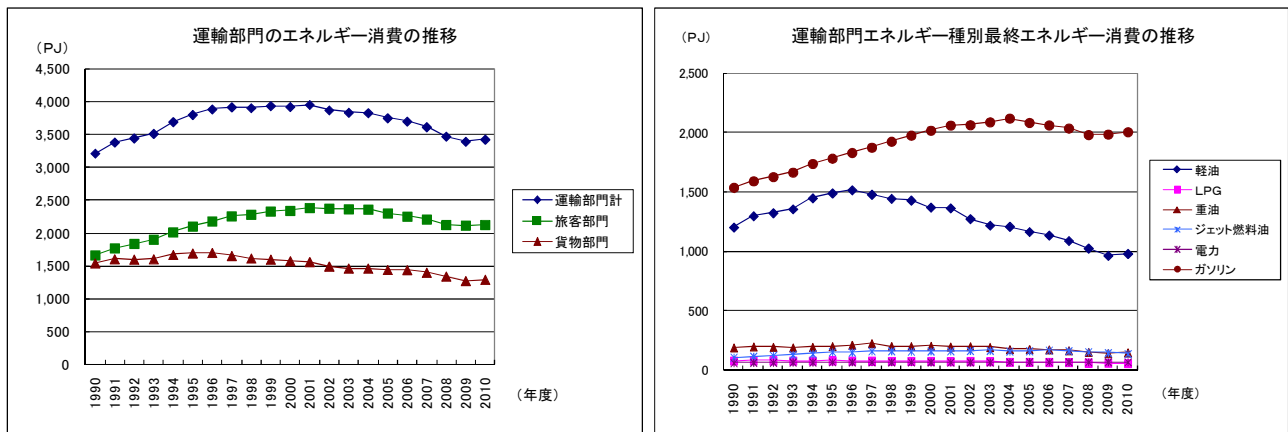 運輸部門のエネルギー消費の推移
（PJ）
4,500
4,000
3,500
3,000
2,500
2,000
1,500
1,000
500
0
1990 1991 1992 1993 1994 1995 1996 1997 1998 1999 2000 2001 2002 2003 2004 2005 2006 2007 2008 2009 2010
（年度）
運輸部門計
旅客部門
貨物部門
運輸部門エネルギー種別最終エネルギー消費の推移
（PJ）
2,500
2,000
1,500
1,000
500
0
1990 1991 1992 1993 1994 1995 1996 1997 1998 1999 2000 2001 2002 2003 2004 2005 2006 2007 2008 2009 2010
（年度）
軽油
LPG
重油
ジェット燃料油
電力
ガソリン